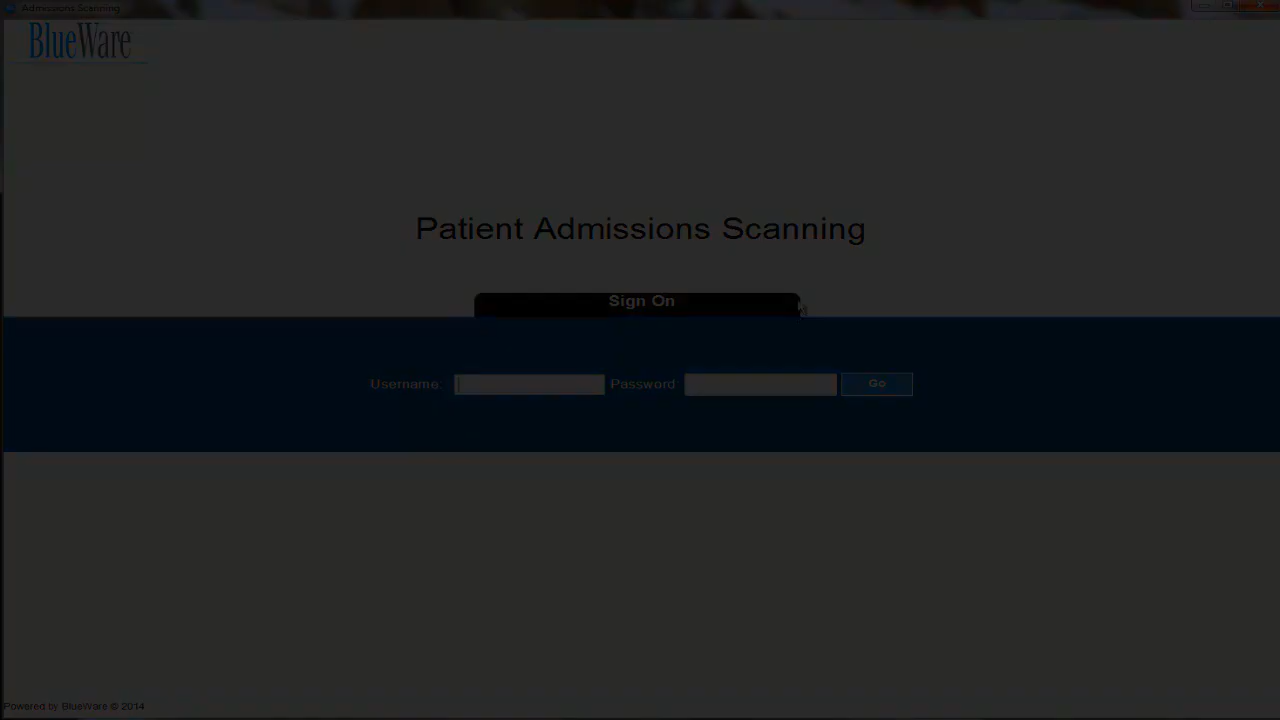 Admissions Scanning
BlueWare
Patient Admissions Scanning
Sign On
Username: Password Go
Powered by BlueWare © 2014